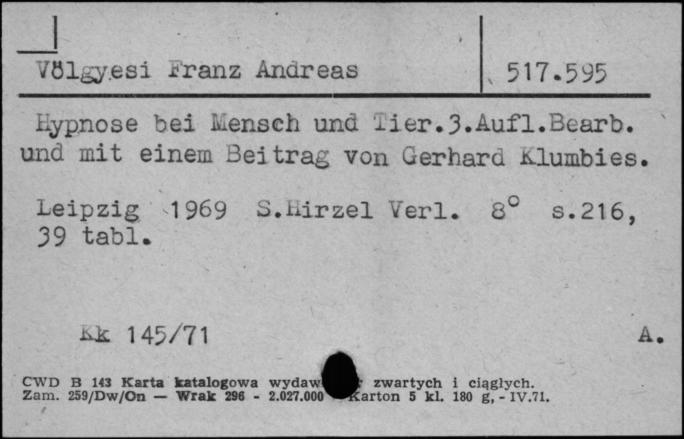 Völgyesi Franz Andreas 517.595
Hypnose bei Mensch und Tier.3.Aufl.Bearb.
und mit einem Beitrag von Gerhard Klumbies.
Leipzig 1969 S.Hirzel Verl. 8° s.216,
39 tabl.
Kk 145/71 A.
CWD B 143 Karta katalogowa zwartych i ciągłych.
Zam. 259/Dw/On — Wrak 296 - 2.027.000 Karton 5 kl. 180 g, - IV.71.